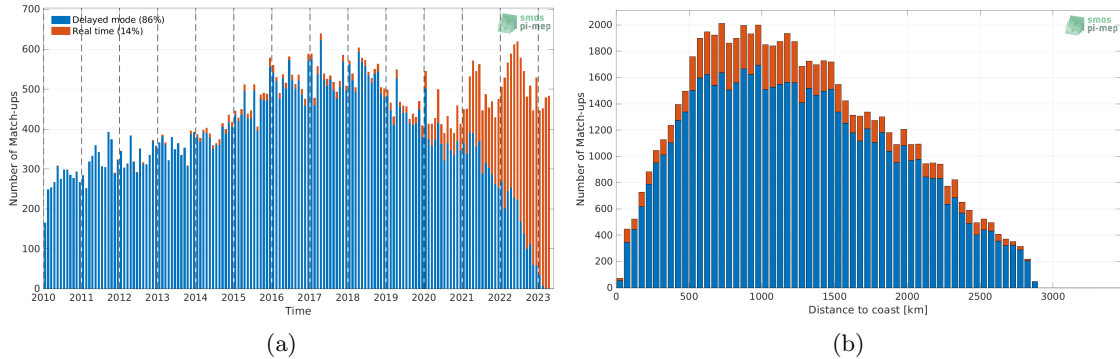 Delayed mode (86%)
Real time (14%)
smos
pi-mep
700
600
500
400
300
200
100
0
Number of Match-ups
2010 2011 2012 2013 2014 2015 2016 2017 2018 2019 2020 2021 2022 2023
Time
(a)
smos
pi-mep
2000
1800
1600
1400
1200
1000
800
600
400
200
0
Number of Match-ups
0 500 1000 1500 2000 2500 3000 3500
Distance to coast [km]
(b)